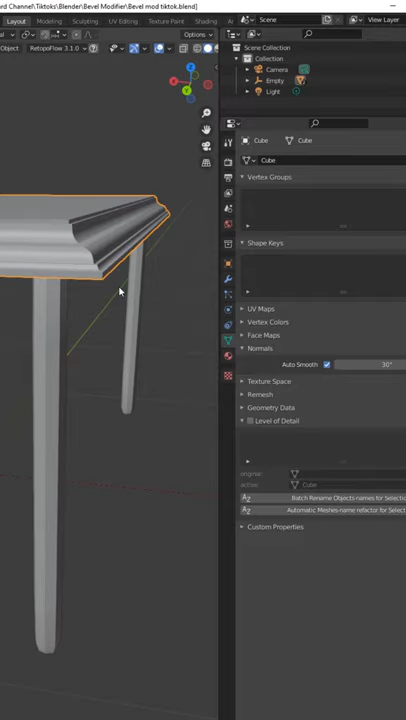 rd Channel\Tiktoks\Blender\Bevel Modifier\Bevel mod tiktok.blend]
Layout Modeling Sculpting UV Editing Texture Paint Shading
Scene
View Layer
Object RetopoFlow 3.1.0
Options
Scene Collection
Collection
Camera
Empty
Light
Z
X
Y
Cube Cube
Cube
Vertex Groups
Shape Keys
UV Maps
Vertex Colors
Face Maps
Normals
Auto Smooth 30°
Texture Space
Remesh
Geometry Data
Level of Detail
original:
active: Cube
Batch Rename Objects-names for Selectio
Automatic Meshes-name refactor for Select
Custom Properties